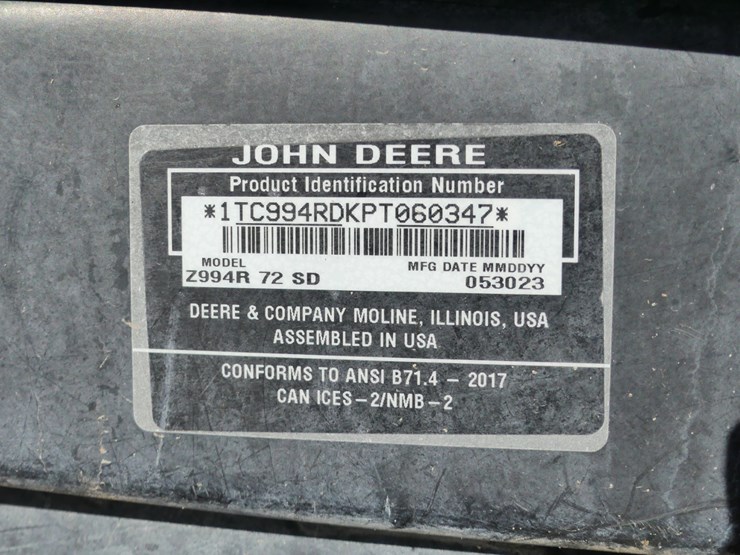 JOHN DEERE
Product Identification Number
*1TC994RDKPT060347*
MODEL MFG DATE MMDDYY
Z994R 72 SD 053023
DEERE & COMPANY MOLINE, ILLINOIS, USA
ASSEMBLED IN USA
CONFORMS TO ANSI B71.4 – 2017
CAN ICES–2/NMB–2